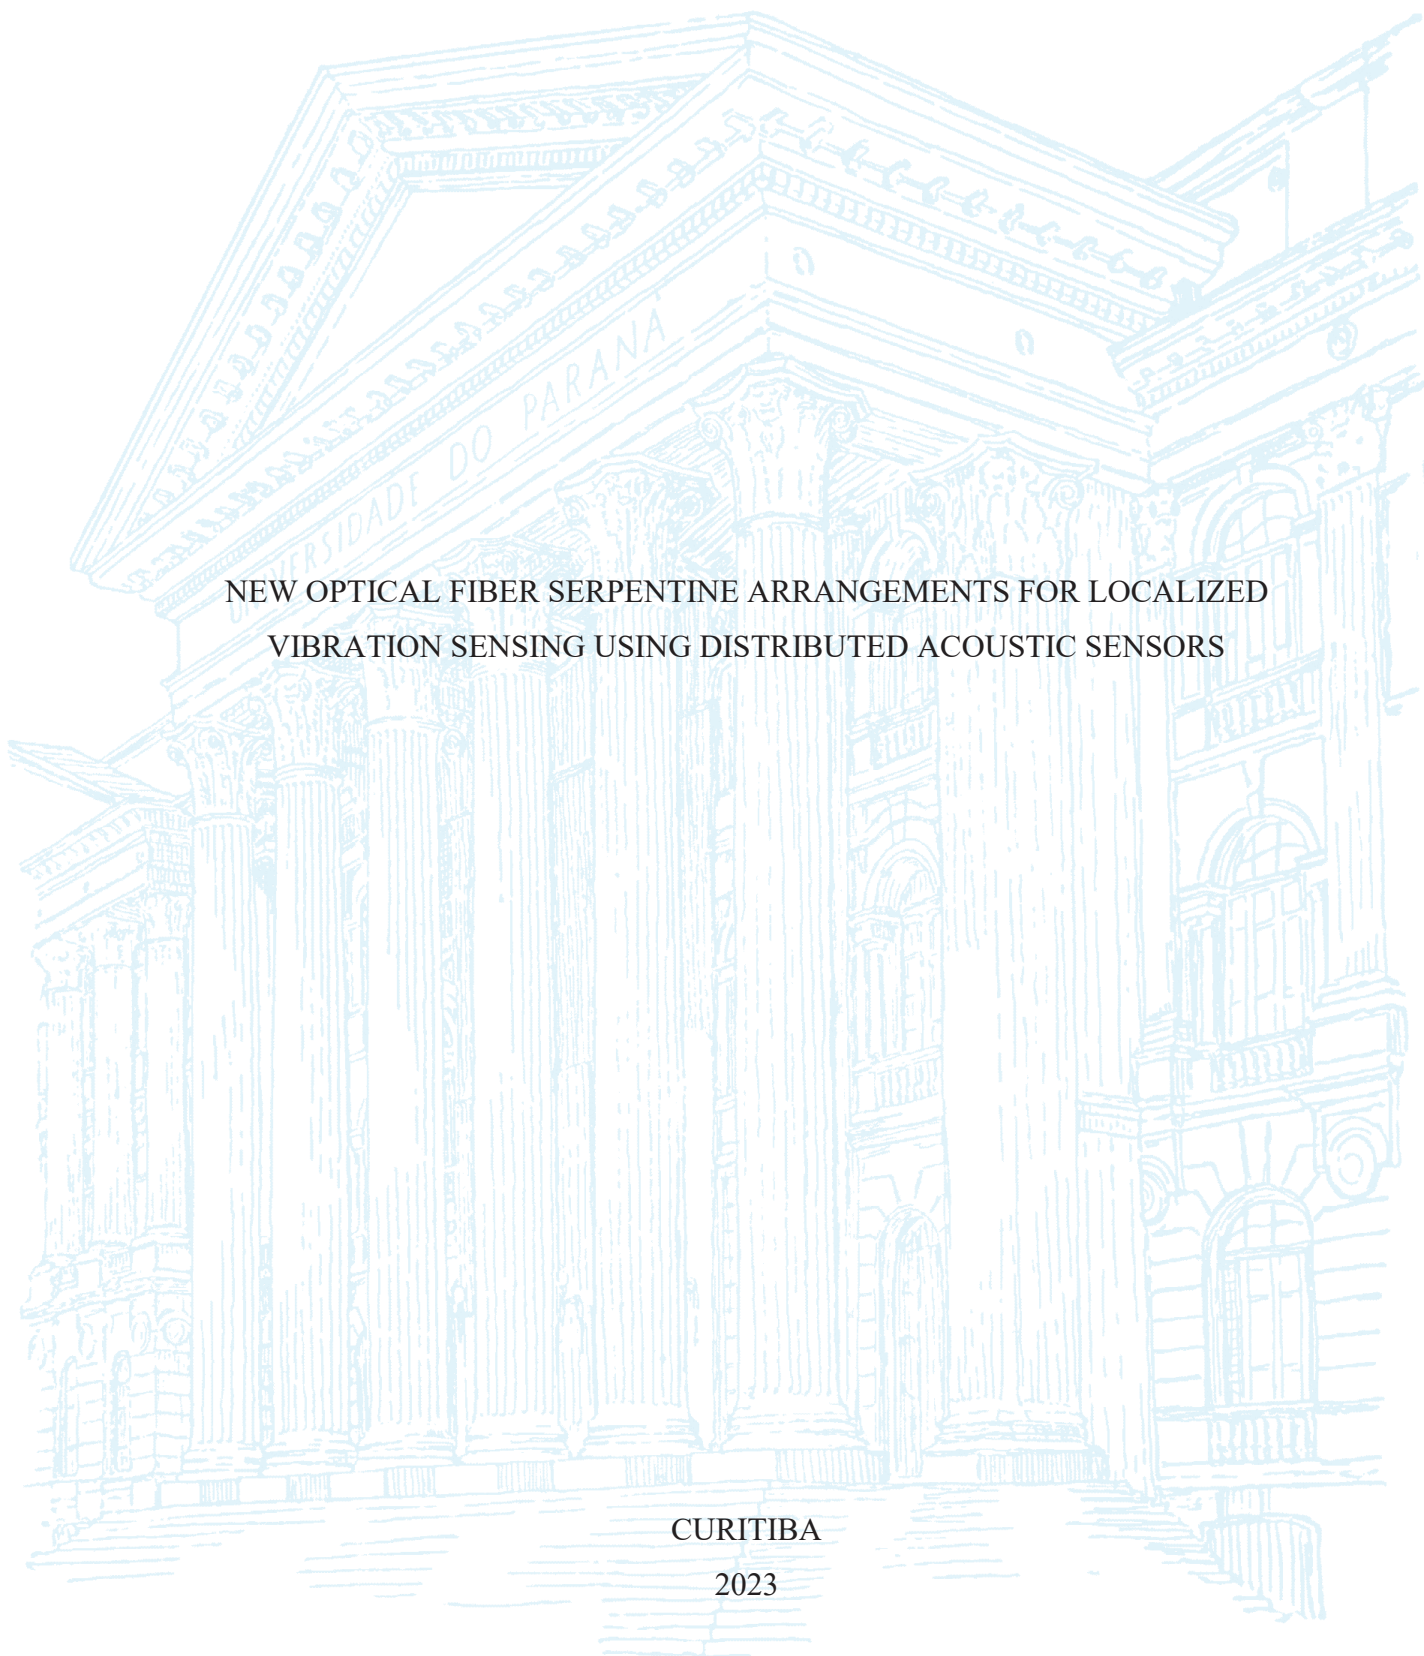 UNIVERSIDADE DO PARANÁ
NEW OPTICAL FIBER SERPENTINE ARRANGEMENTS FOR LOCALIZED
VIBRATION SENSING USING DISTRIBUTED ACOUSTIC SENSORS
CURITIBA
2023